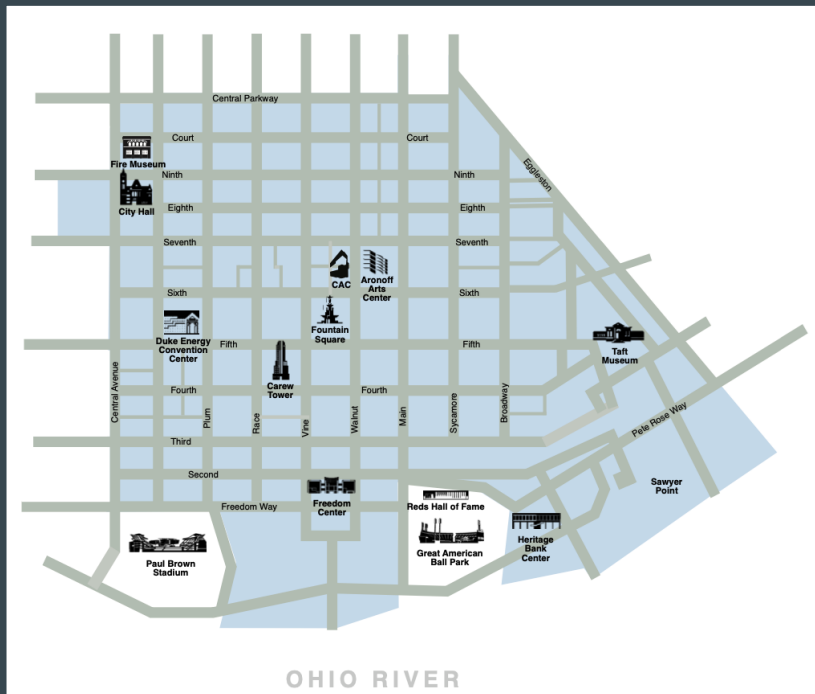 Central Parkway
Court
Court
Eggleston
Fire Museum
Ninth
Ninth
City Hall
Eighth
Eighth
Seventh
Seventh
CAC
Aronoff
Arts
Center
Sixth
Sixth
Fountain
Square
Duke Energy
Convention
Center
Fifth
Fifth
Taft
Museum
Carew
Tower
Fourth
Fourth
Central Avenue
Plum
Race
Vine
Walnut
Main
Sycamore
Broadway
Pete Rose Way
Third
Second
Sawyer
Point
Freedom Way
Freedom
Center
Reds Hall of Fame
Great American
Ball Park
Heritage
Bank
Center
Paul Brown
Stadium
OHIO RIVER